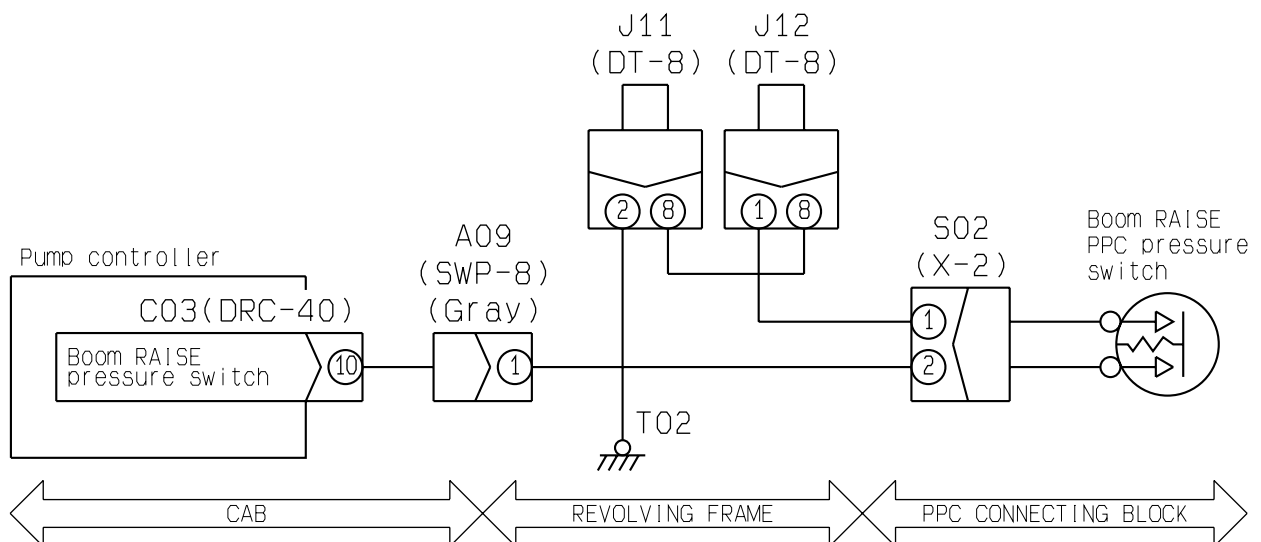 J11
(DT-8)
J12
(DT-8)
2
8
1
8
A09
(SWP-8)
(Gray)
S02
(X-2)
Boom RAISE
PPC pressure
switch
Pump controller
C03(DRC-40)
Boom RAISE
pressure switch
10
1
1
2
T02
CAB
REVOLVING FRAME
PPC CONNECTING BLOCK